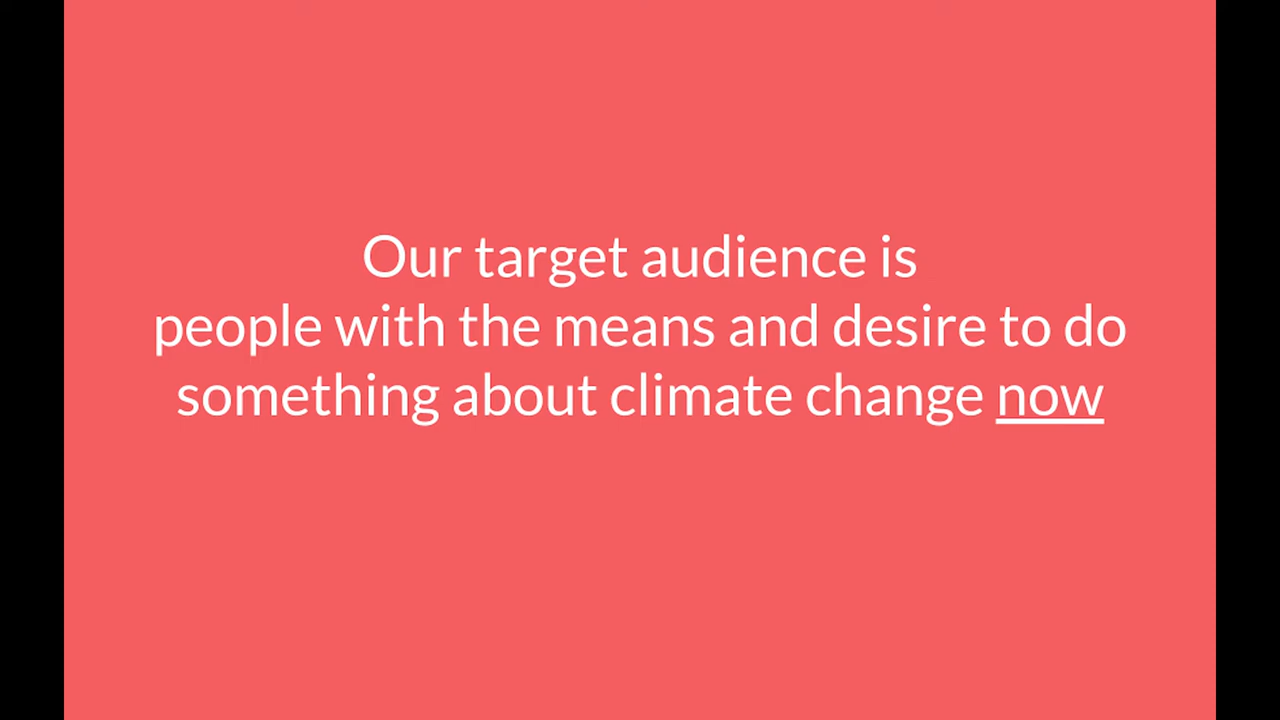 Our target audience is
people with the means and desire to do
something about climate change now